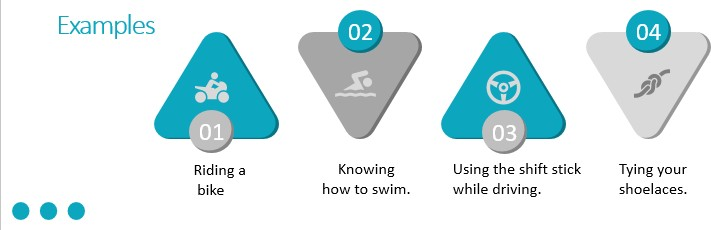 Examples
01
02
03
04
Riding a
bike
Knowing
how to swim.
Using the shift stick
while driving.
Tying your
shoelaces.